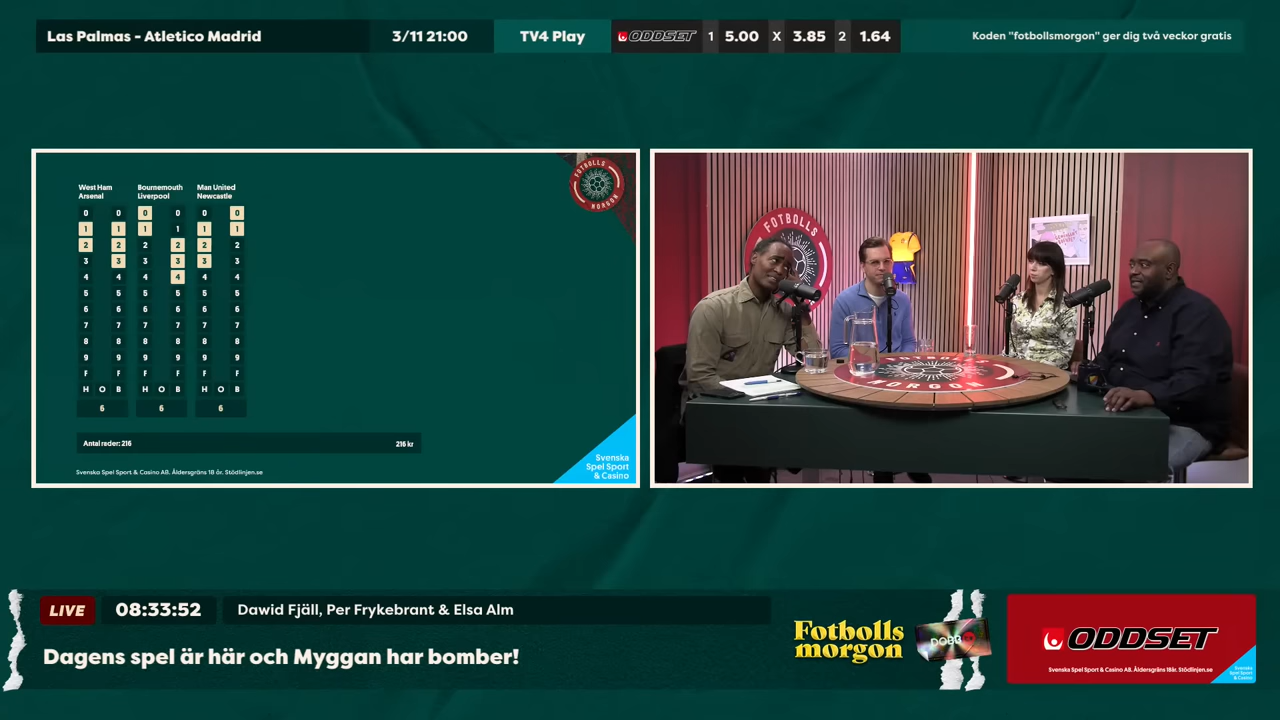 Las Palmas - Atletico Madrid
3/11 21:00
TV4 Play
ODDSET
1 5.00 X 3.85 2 1.64
Koden "fotbollsmorgon" ger dig två veckor gratis
West Ham Bournemouth Man United
Arsenal Liverpool Newcastle
0 0 0 0 0 0
1 1 1 1 1 1
2 2 2 2 2 2
3 3 3 3 3 3
4 4 4 4 4 4
5 5 5 5 5 5
6 6 6 6 6 6
7 7 7 7 7 7
8 8 8 8 8 8
9 9 9 9 9 9
F F F F F F
H O B H O B H O B
6 6 6
Antal rader: 216 216 kr
Svenska Spel Sport & Casino AB. Åldersgräns 18 år. Stödlinjen.se
FOTBOLLS
MORGON
Svenska
Spel Sport
& Casino
FOTBOLLS
MORGON
LIVE
08:33:52
Dawid Fjäll, Per Frykebrant & Elsa Alm
Dagens spel är här och Myggan har bomber!
Fotbolls
morgon
ODDSET
Svenska Spel Sport & Casino AB. Åldersgräns 18år. Stödlinjen.se
Svenska
Spel Sport
& Casino